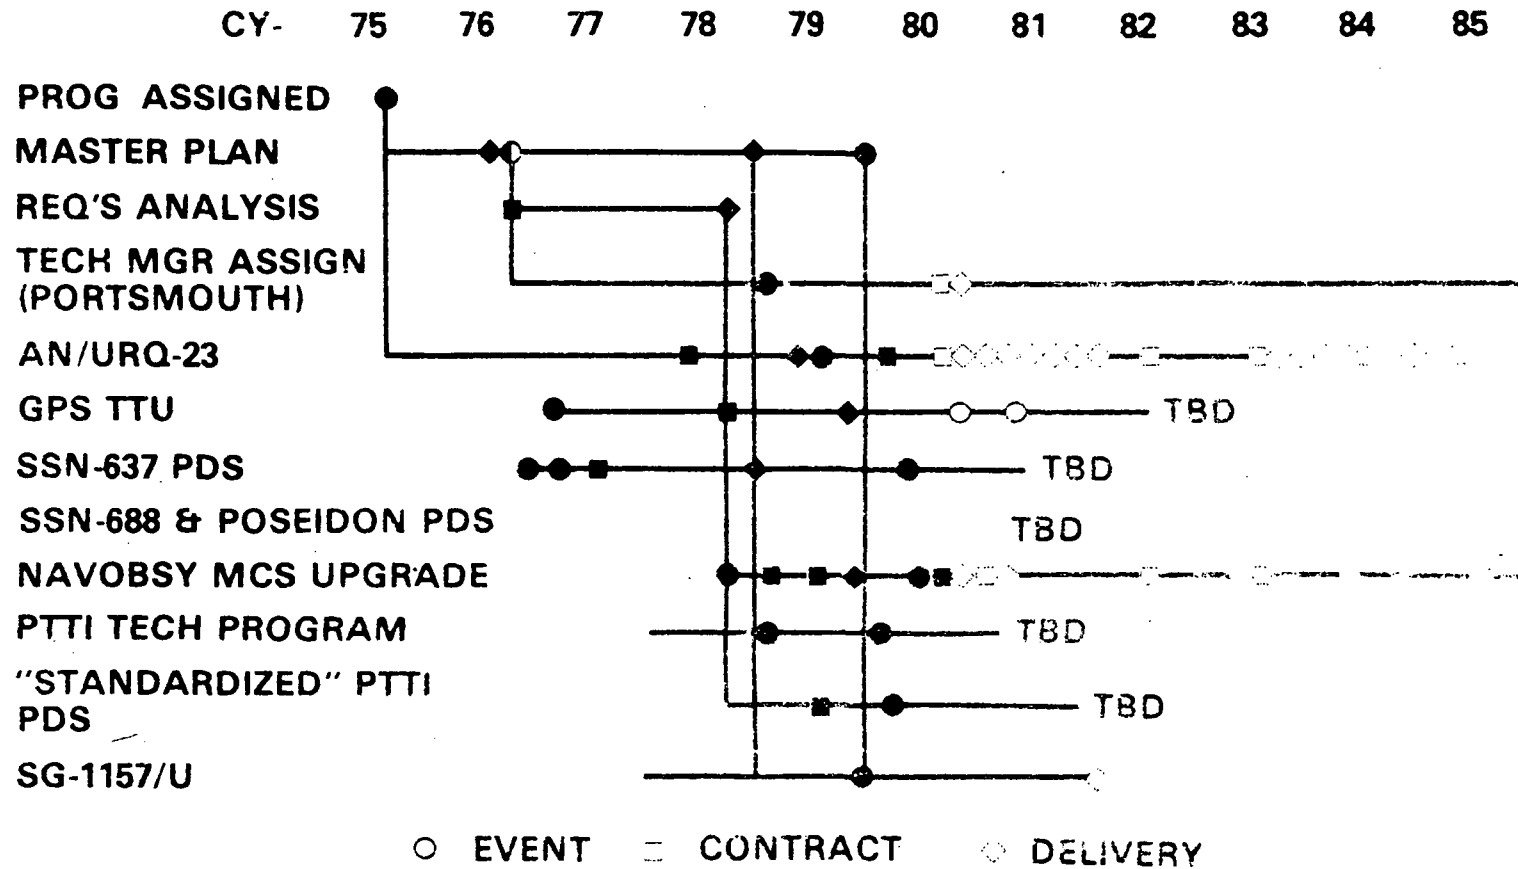 CY- 75 76 77 78 79 80 81 82 83 84 85
PROG ASSIGNED
MASTER PLAN
REQ'S ANALYSIS
TECH MGR ASSIGN
(PORTSMOUTH)
AN/URQ-23
GPS TTU TBD
SSN-637 PDS TBD
SSN-688 & POSEIDON PDS TBD
NAVOBSY MCS UPGRADE
PTTI TECH PROGRAM TBD
"STANDARDIZED" PTTI
PDS TBD
SG-1157/U
EVENT CONTRACT DELIVERY